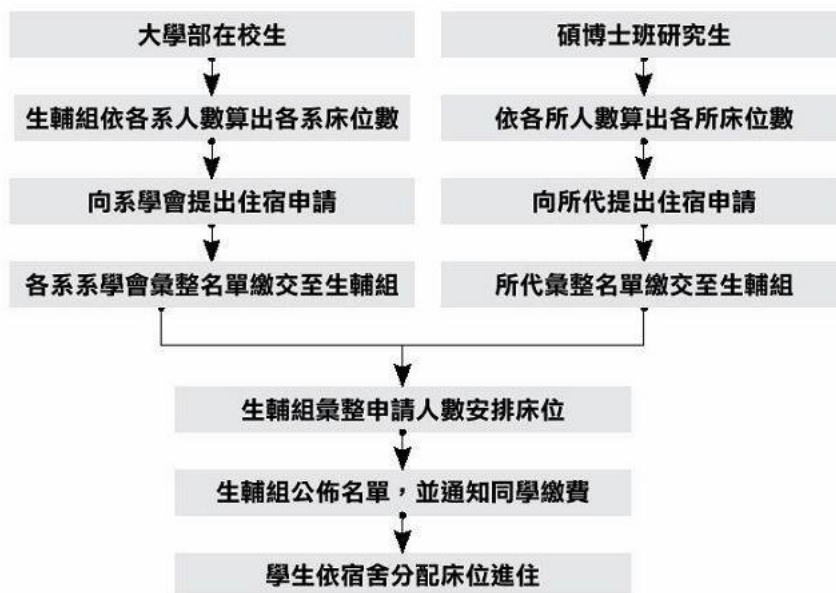 大學部在校生
碩博士班研究生
生輔組依各系人數算出各系床位數
依各所人數算出各所床位數
向系學會提出住宿申請
向所代提出住宿申請
各系系學會彙整名單繳交至生輔組
所代彙整名單繳交至生輔組
生輔組彙整申請人數安排床位
生輔組公佈名單，並通知同學繳費
學生依宿舍分配床位進住